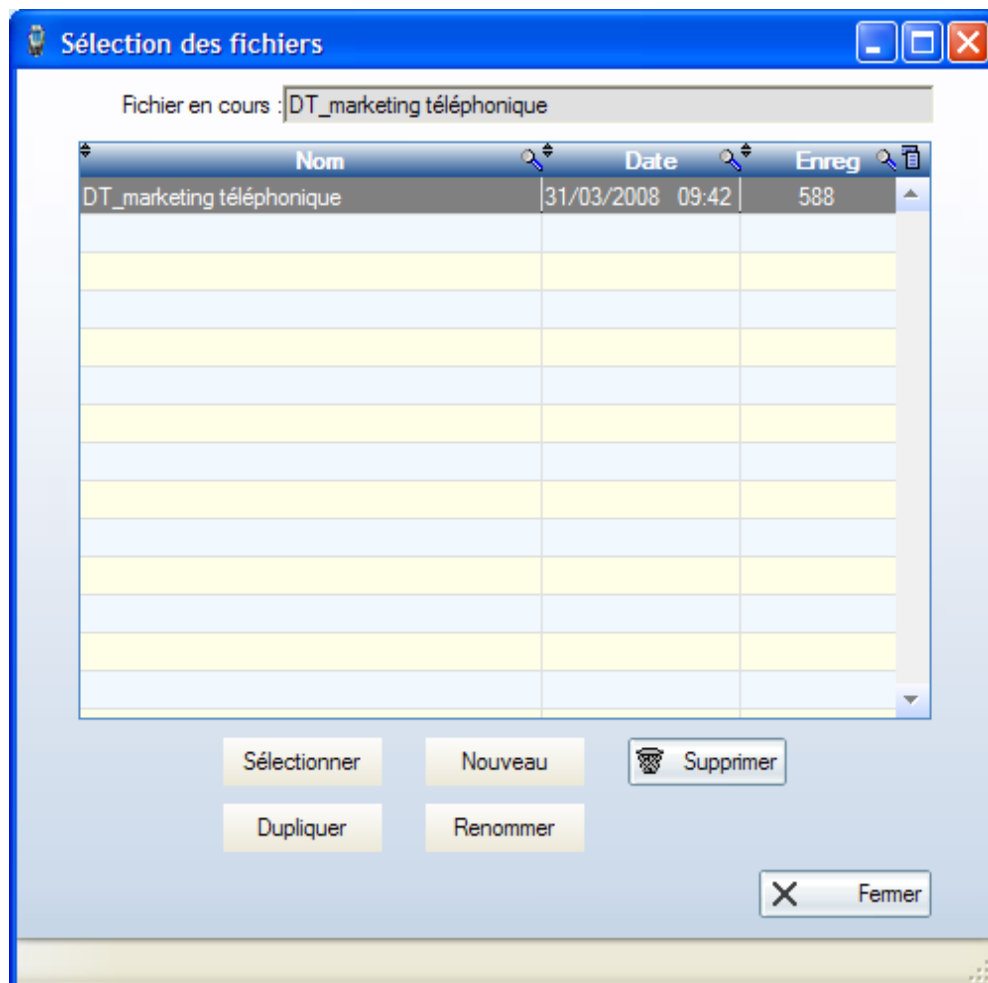 Sélection des fichiers
Fichier en cours : DT_marketing téléphonique
Nom Date Enreg
DT_marketing téléphonique 31/03/2008 09:42 588
Sélectionner Nouveau Supprimer
Dupliquer Renommer
Fermer